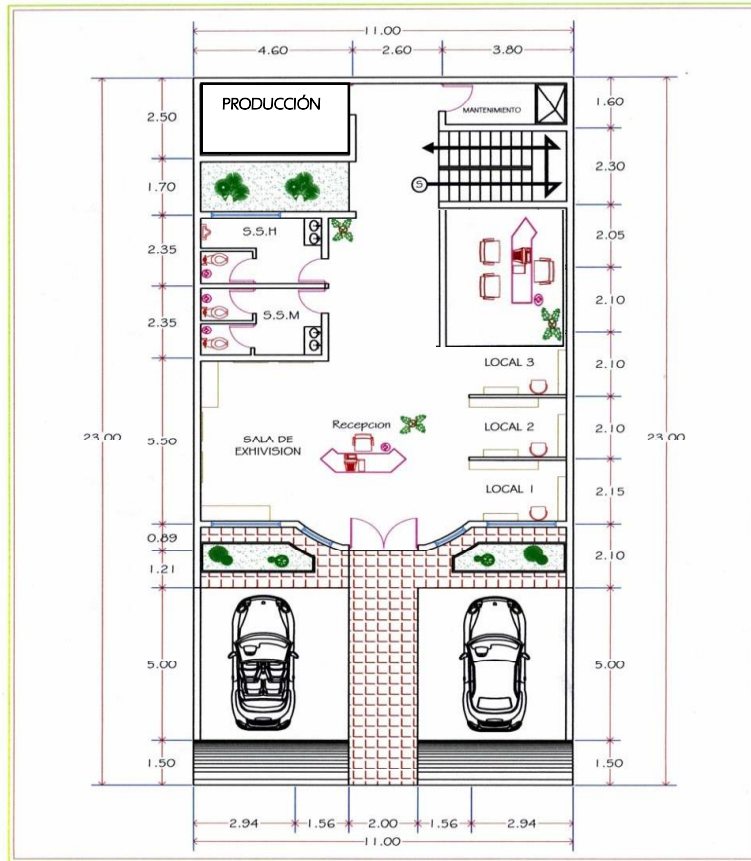 11.00
4.60
2.60
3.80
PRODUCCIÓN
MANTENIMIENTO
2.50
1.60
1.70
2.30
S
S.S.H
2.35
2.05
2.10
S.S.M
2.35
2.10
LOCAL 3
2.10
Recepcion
LOCAL 2
SALA DE
EXHIVISION
23.00
5.50
2.10
23.00
LOCAL 1
2.15
0.89
2.10
1.21
5.00
5.00
1.50
1.50
2.94
1.56
2.00
1.56
2.94
11.00